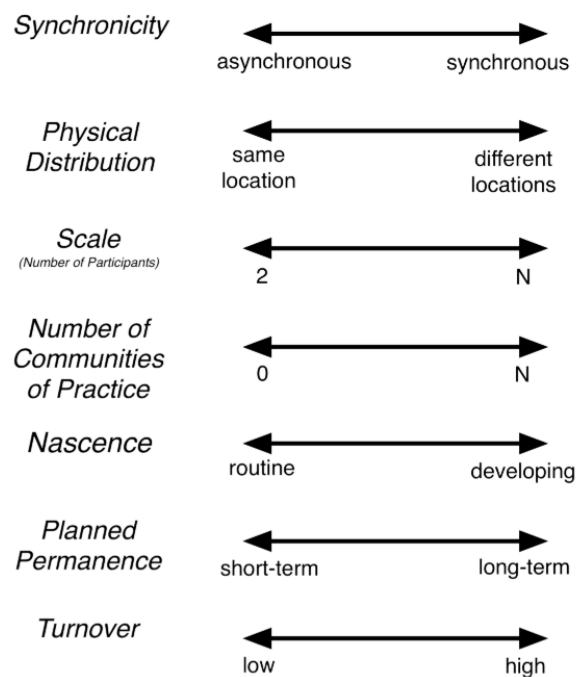 Synchronicity
asynchronous synchronous
Physical
Distribution
same
location
different
locations
Scale
(Number of Participants)
2 N
Number of
Communities
of Practice
0 N
Nascence
routine developing
Planned
Permanence
short-term long-term
Turnover
low high